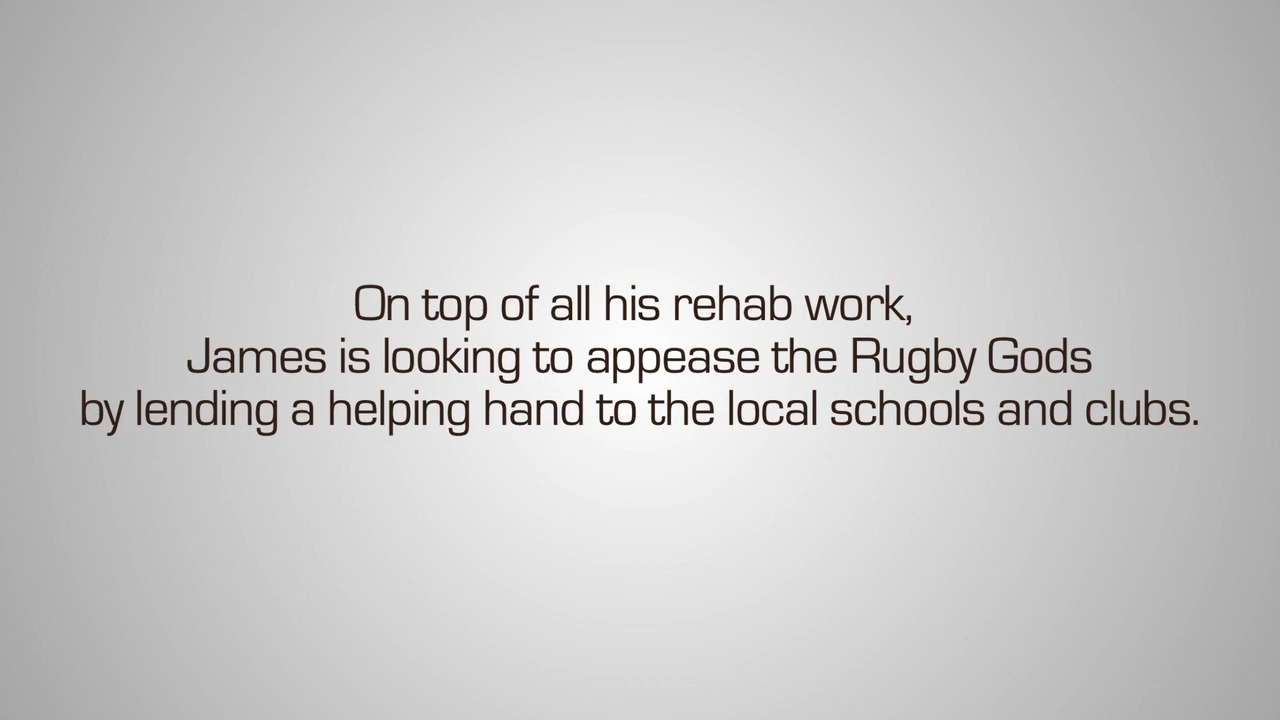 On top of all his rehab work,
James is looking to appease the Rugby Gods
by lending a helping hand to the local schools and clubs.